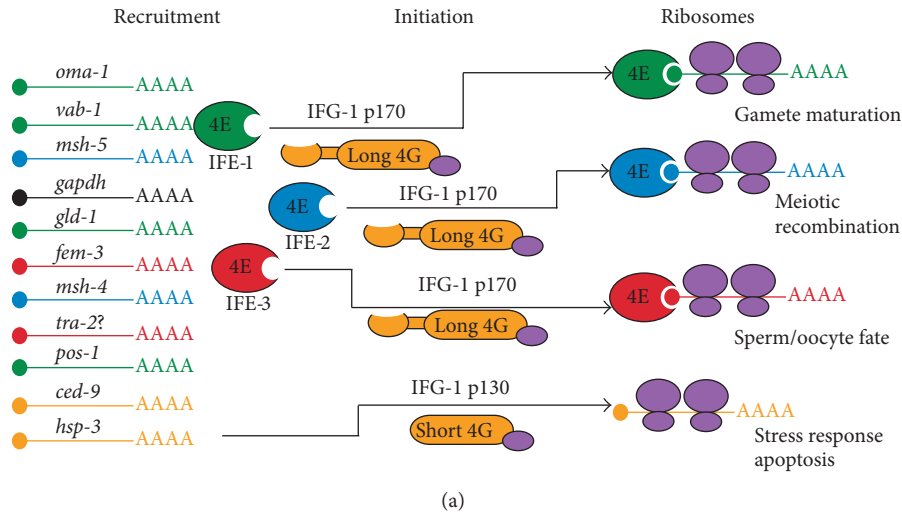 Recruitment
Initiation
Ribosomes
oma-1 AAAA
vab-1 AAAA
msh-5 AAAA
gapdh AAAA
gld-1 AAAA
fem-3 AAAA
msh-4 AAAA
tra-2? AAAA
pos-1 AAAA
ced-9 AAAA
hsp-3 AAAA
4E
IFE-1
IFG-1 p170
Long 4G
4E
AAAA
Gamete maturation
4E
IFE-2
IFG-1 p170
Long 4G
4E
AAAA
Meiotic
recombination
4E
IFE-3
IFG-1 p170
Long 4G
4E
AAAA
Sperm/oocyte fate
IFG-1 p130
Short 4G
AAAA
Stress response
apoptosis
(a)